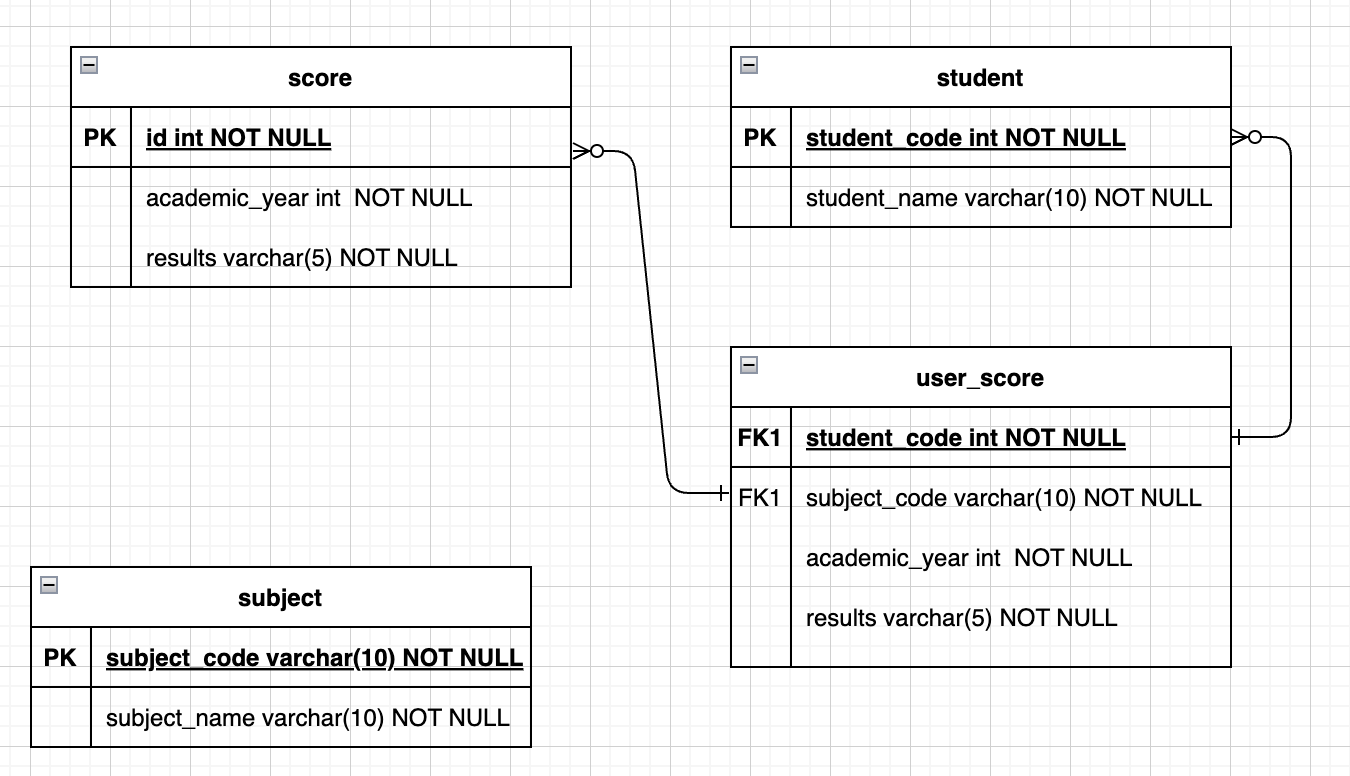 score
PK id int NOT NULL
academic_year int  NOT NULL
results varchar(5) NOT NULL
student
PK student_code int NOT NULL
student_name varchar(10) NOT NULL
user_score
FK1 student_code int NOT NULL
FK1 subject_code varchar(10) NOT NULL
academic_year int  NOT NULL
results varchar(5) NOT NULL
subject
PK subject_code varchar(10) NOT NULL
subject_name varchar(10) NOT NULL